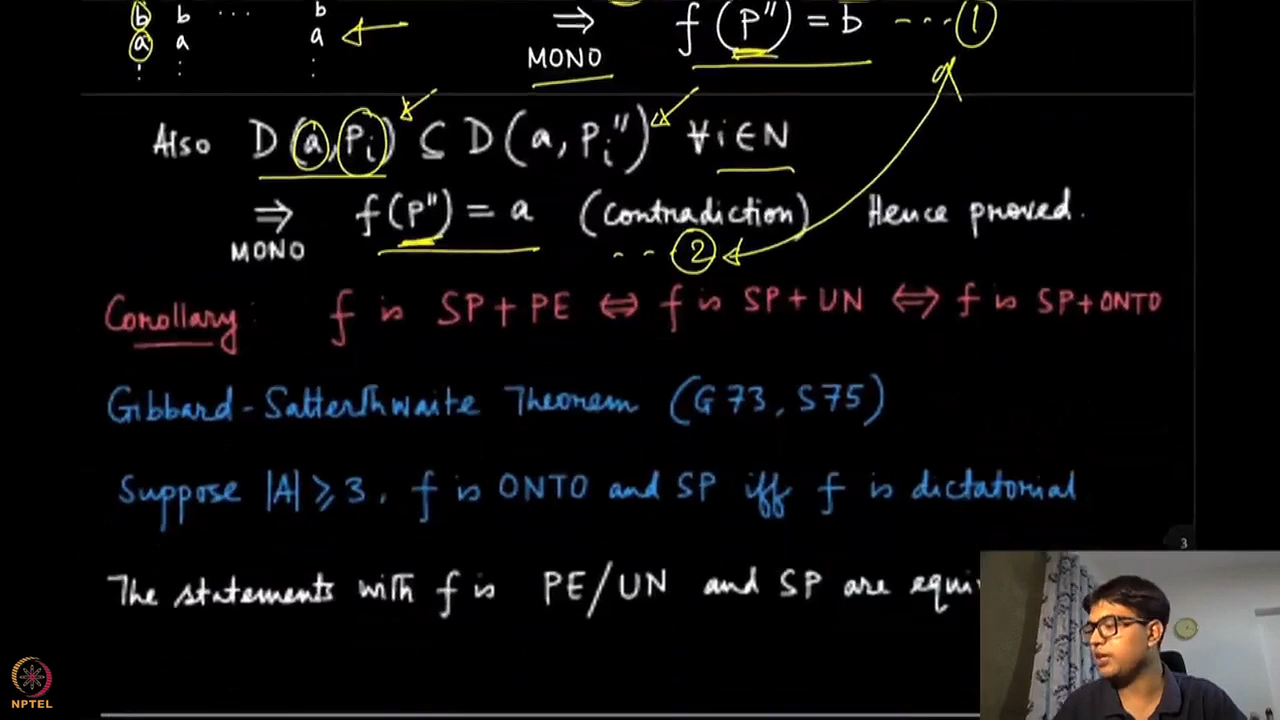 b b ... b ⇒ f(P'') = b ---- ①
a a a MONO
⋮ ⋮ ⋮
Also D(a, Pi) ⊆ D(a, Pi'') ∀i∈N
⇒ f(P'') = a (contradiction) Hence proved.
MONO --- ②
Corollary: f is SP+PE ⇔ f is SP+UN ⇔ f is SP+ONTO
Gibbard-Satterthwaite Theorem (G73, S75)
Suppose |A| ⩾ 3, f is ONTO and SP iff f is dictatorial
3
The statements with f is PE/UN and SP are equi
NPTEL